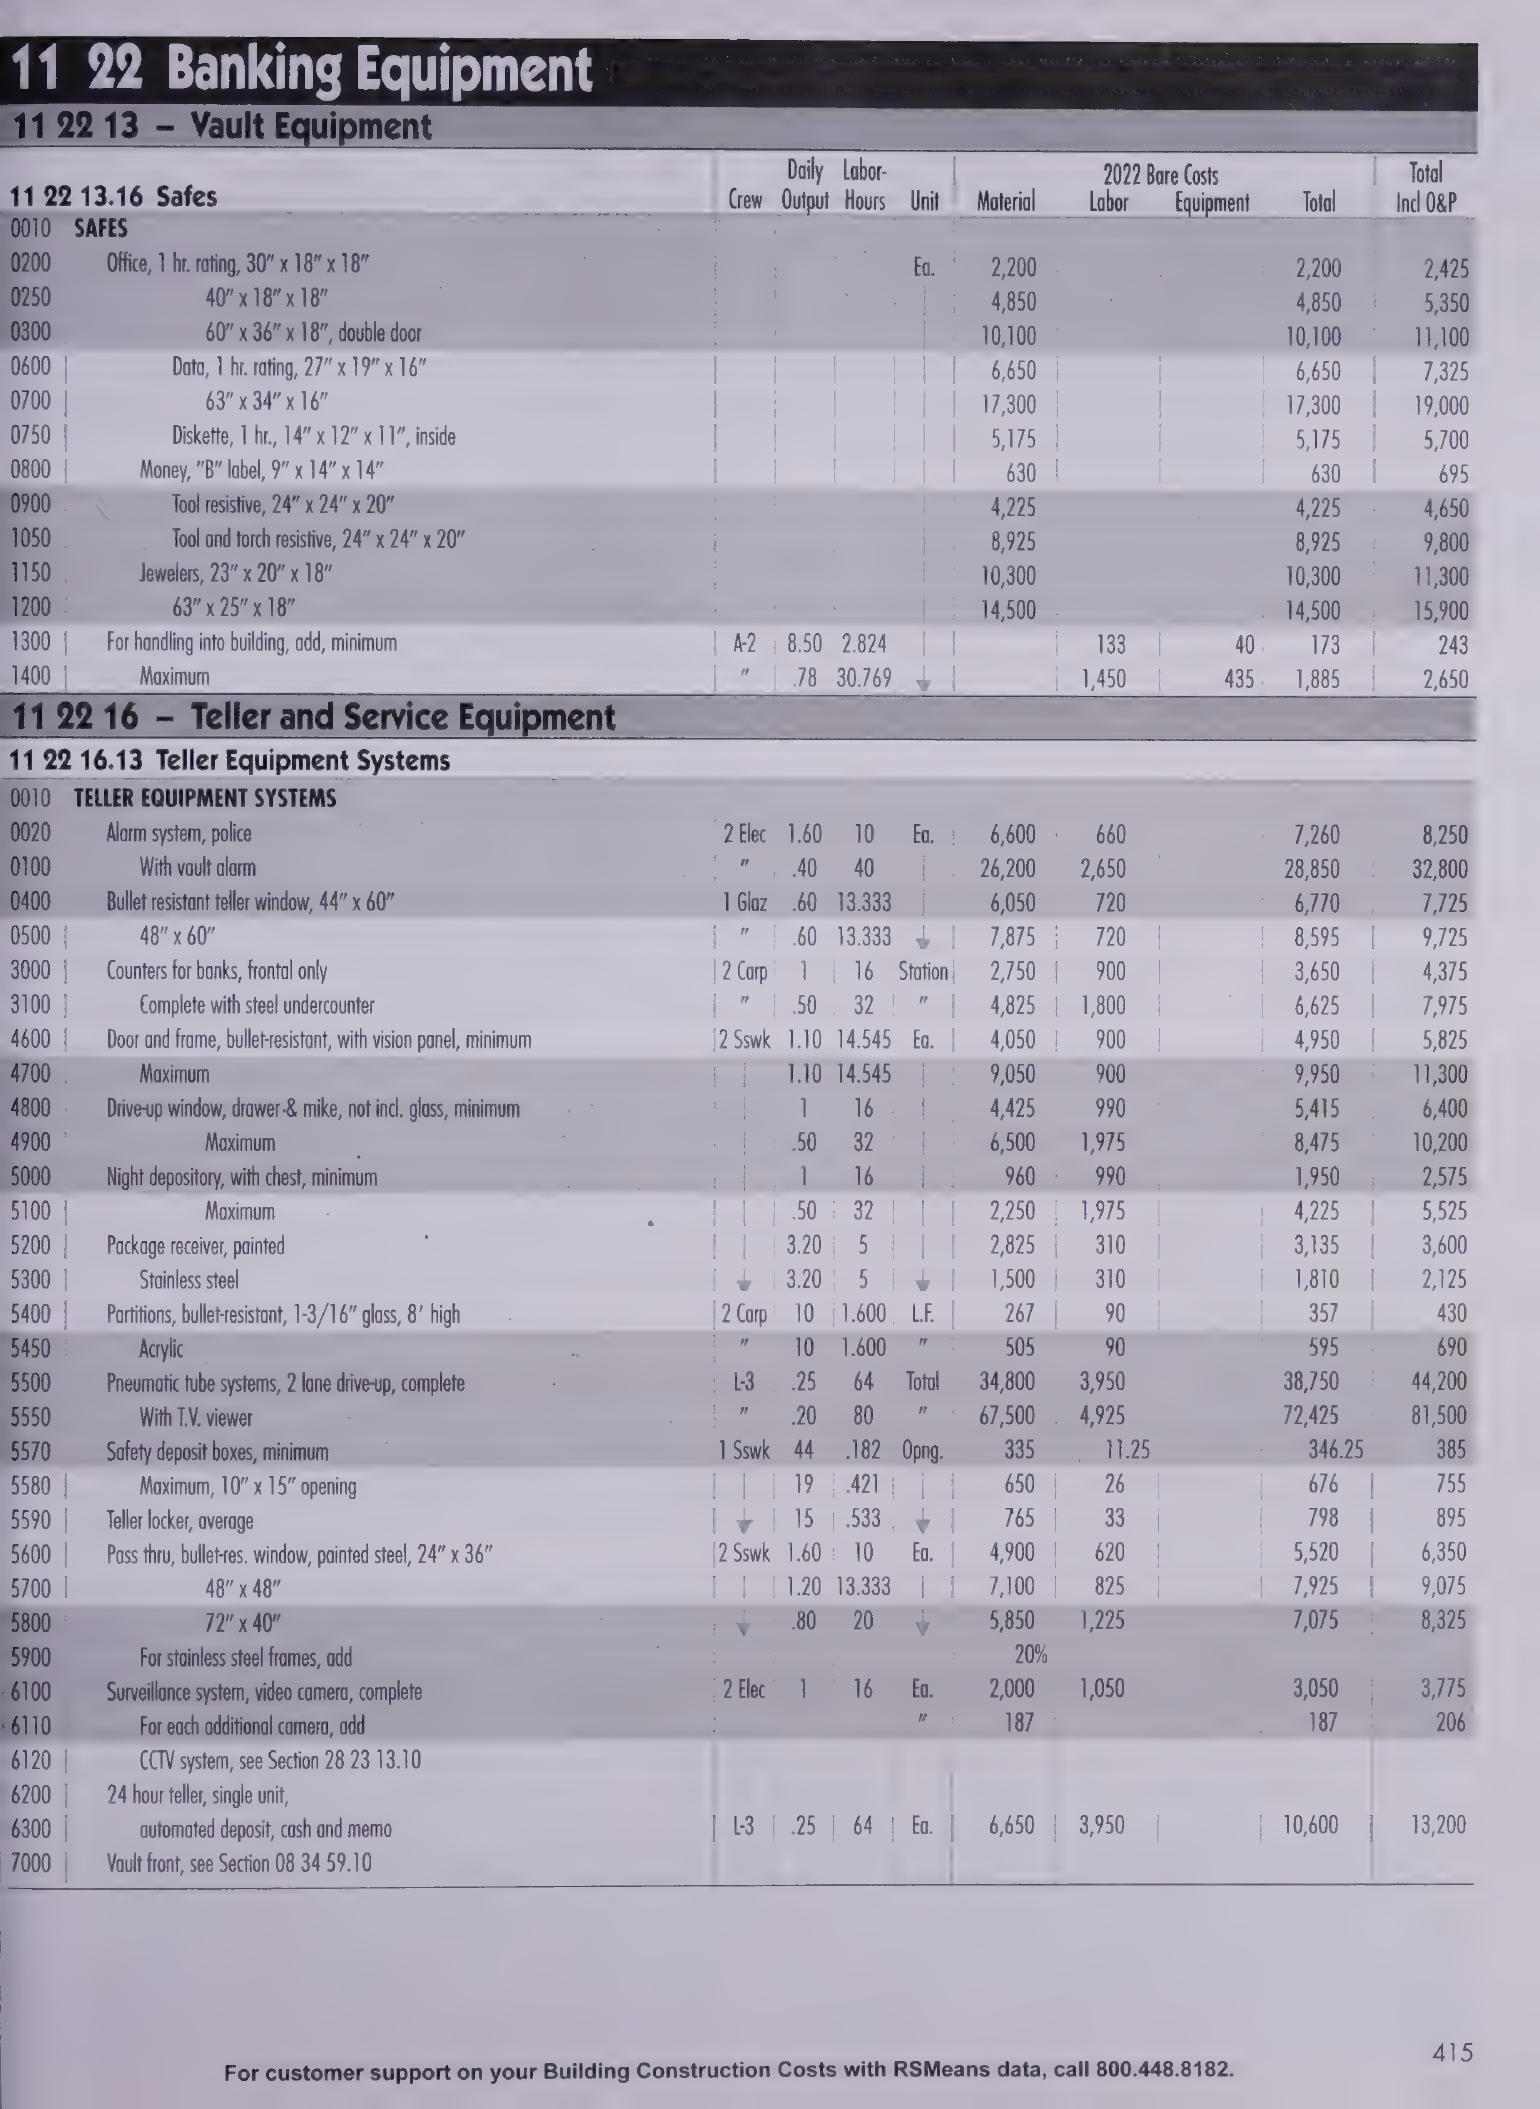 11 22 Banking Equipment
11 22 13 – Vault Equipment
Daily Labor- 2022 Bare Costs Total
11 22 13.16 Safes Crew Output Hours Unit Material Labor Equipment Total Incl O&P
0010 SAFES
0200 Office, 1 hr. rating, 30" x 18" x 18" Ea. 2,200 2,200 2,425
0250 40" x 18" x 18" 4,850 4,850 5,350
0300 60" x 36" x 18", double door 10,100 10,100 11,100
0600 Data, 1 hr. rating, 27" x 19" x 16" 6,650 6,650 7,325
0700 63" x 34" x 16" 17,300 17,300 19,000
0750 Diskette, 1 hr., 14" x 12" x 11", inside 5,175 5,175 5,700
0800 Money, "B" label, 9" x 14" x 14" 630 630 695
0900 Tool resistive, 24" x 24" x 20" 4,225 4,225 4,650
1050 Tool and torch resistive, 24" x 24" x 20" 8,925 8,925 9,800
1150 Jewelers, 23" x 20" x 18" 10,300 10,300 11,300
1200 63" x 25" x 18" 14,500 14,500 15,900
1300 For handling into building, add, minimum A-2 8.50 2.824 133 40 173 243
1400 Maximum " .78 30.769 1,450 435 1,885 2,650
11 22 16 – Teller and Service Equipment
11 22 16.13 Teller Equipment Systems
0010 TELLER EQUIPMENT SYSTEMS
0020 Alarm system, police 2 Elec 1.60 10 Ea. 6,600 660 7,260 8,250
0100 With vault alarm " .40 40 26,200 2,650 28,850 32,800
0400 Bullet resistant teller window, 44" x 60" 1 Glaz .60 13.333 6,050 720 6,770 7,725
0500 48" x 60" " .60 13.333 7,875 720 8,595 9,725
3000 Counters for banks, frontal only 2 Carp 1 16 Station 2,750 900 3,650 4,375
3100 Complete with steel undercounter " .50 32 " 4,825 1,800 6,625 7,975
4600 Door and frame, bullet-resistant, with vision panel, minimum 2 Sswk 1.10 14.545 Ea. 4,050 900 4,950 5,825
4700 Maximum 1.10 14.545 9,050 900 9,950 11,300
4800 Drive-up window, drawer & mike, not incl. glass, minimum 1 16 4,425 990 5,415 6,400
4900 Maximum .50 32 6,500 1,975 8,475 10,200
5000 Night depository, with chest, minimum 1 16 960 990 1,950 2,575
5100 Maximum .50 32 2,250 1,975 4,225 5,525
5200 Package receiver, painted 3.20 5 2,825 310 3,135 3,600
5300 Stainless steel 3.20 5 1,500 310 1,810 2,125
5400 Partitions, bullet-resistant, 1-3/16" glass, 8' high 2 Carp 10 1.600 L.F. 267 90 357 430
5450 Acrylic " 10 1.600 " 505 90 595 690
5500 Pneumatic tube systems, 2 lane drive-up, complete L-3 .25 64 Total 34,800 3,950 38,750 44,200
5550 With T.V. viewer " .20 80 " 67,500 4,925 72,425 81,500
5570 Safety deposit boxes, minimum 1 Sswk 44 .182 Opng. 335 11.25 346.25 385
5580 Maximum, 10" x 15" opening 19 .421 650 26 676 755
5590 Teller locker, average 15 .533 765 33 798 895
5600 Pass thru, bullet-res. window, painted steel, 24" x 36" 2 Sswk 1.60 10 Ea. 4,900 620 5,520 6,350
5700 48" x 48" 1.20 13.333 7,100 825 7,925 9,075
5800 72" x 40" .80 20 5,850 1,225 7,075 8,325
5900 For stainless steel frames, add 20%
6100 Surveillance system, video camera, complete 2 Elec 1 16 Ea. 2,000 1,050 3,050 3,775
6110 For each additional camera, add " 187 187 206
6120 CCTV system, see Section 28 23 13.10
6200 24 hour teller, single unit,
6300 automated deposit, cash and memo L-3 .25 64 Ea. 6,650 3,950 10,600 13,200
7000 Vault front, see Section 08 34 59.10
415
For customer support on your Building Construction Costs with RSMeans data, call 800.448.8182.